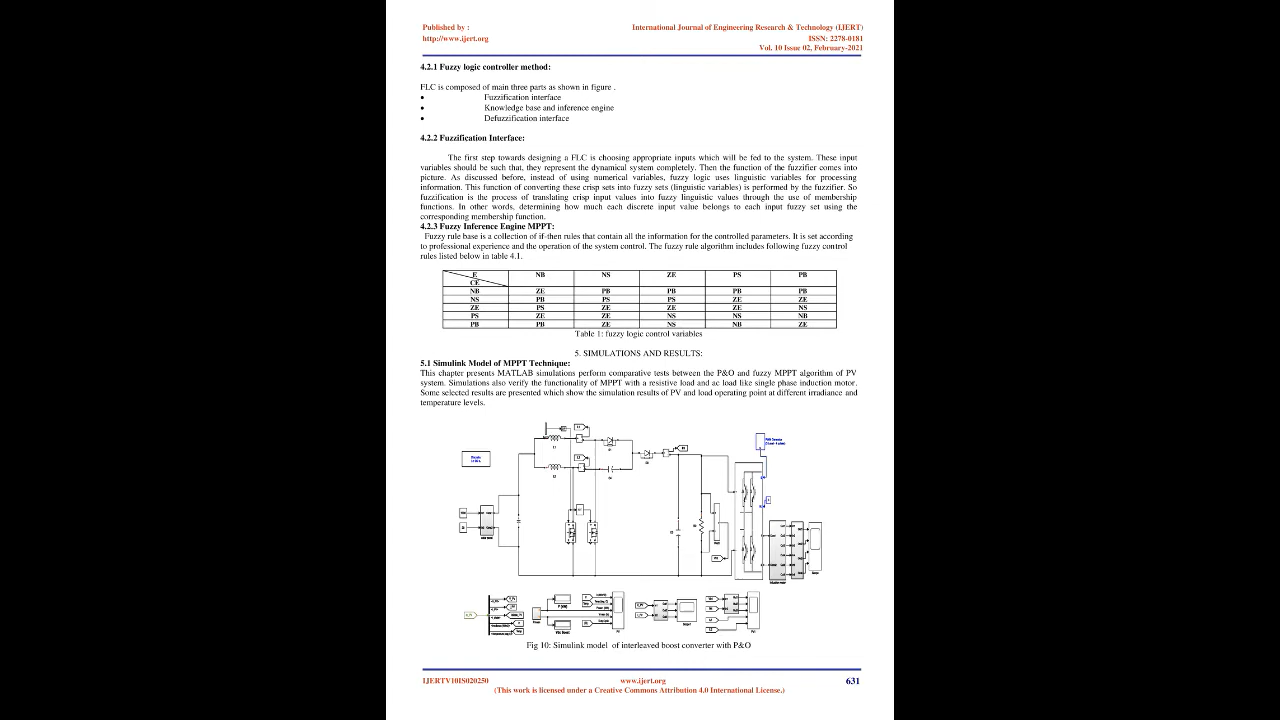 Published by :
International Journal of Engineering Research & Technology (IJERT)
http://www.ijert.org
ISSN: 2278-0181
Vol. 10 Issue 02, February-2021
4.2.1 Fuzzy logic controller method:
FLC is composed of main three parts as shown in figure .
• Fuzzification interface
• Knowledge base and inference engine
• Defuzzification interface
4.2.2 Fuzzification Interface:
The first step towards designing a FLC is choosing appropriate inputs which will be fed to the system. These input
variables should be such that, they represent the dynamical system completely. Then the function of the fuzzifier comes into
picture. As discussed before, instead of using numerical variables, fuzzy logic uses linguistic variables for processing
information. This function of converting these crisp sets into fuzzy sets (linguistic variables) is performed by the fuzzifier. So
fuzzification is the process of translating crisp input values into fuzzy linguistic values through the use of membership
functions. In other words, determining how much each discrete input value belongs to each input fuzzy set using the
corresponding membership function.
4.2.3 Fuzzy Inference Engine MPPT:
Fuzzy rule base is a collection of if-then rules that contain all the information for the controlled parameters. It is set according
to professional experience and the operation of the system control. The fuzzy rule algorithm includes following fuzzy control
rules listed below in table 4.1.
E NB NS ZE PS PB
CE
NB ZE PB PB PB PB
NS PB PS PS ZE ZE
ZE PS ZE ZE ZE NS
PS ZE ZE NS NS NB
PB PB ZE NS NB ZE
Table 1: fuzzy logic control variables
5. SIMULATIONS AND RESULTS:
5.1 Simulink Model of MPPT Technique:
This chapter presents MATLAB simulations perform comparative tests between the P&O and fuzzy MPPT algorithm of PV
system. Simulations also verify the functionality of MPPT with a resistive load and ac load like single phase induction motor.
Some selected results are presented which show the simulation results of PV and load operating point at different irradiance and
temperature levels.
Fig 10: Simulink model of interleaved boost converter with P&O
IJERTV10IS020250
www.ijert.org
631
(This work is licensed under a Creative Commons Attribution 4.0 International License.)